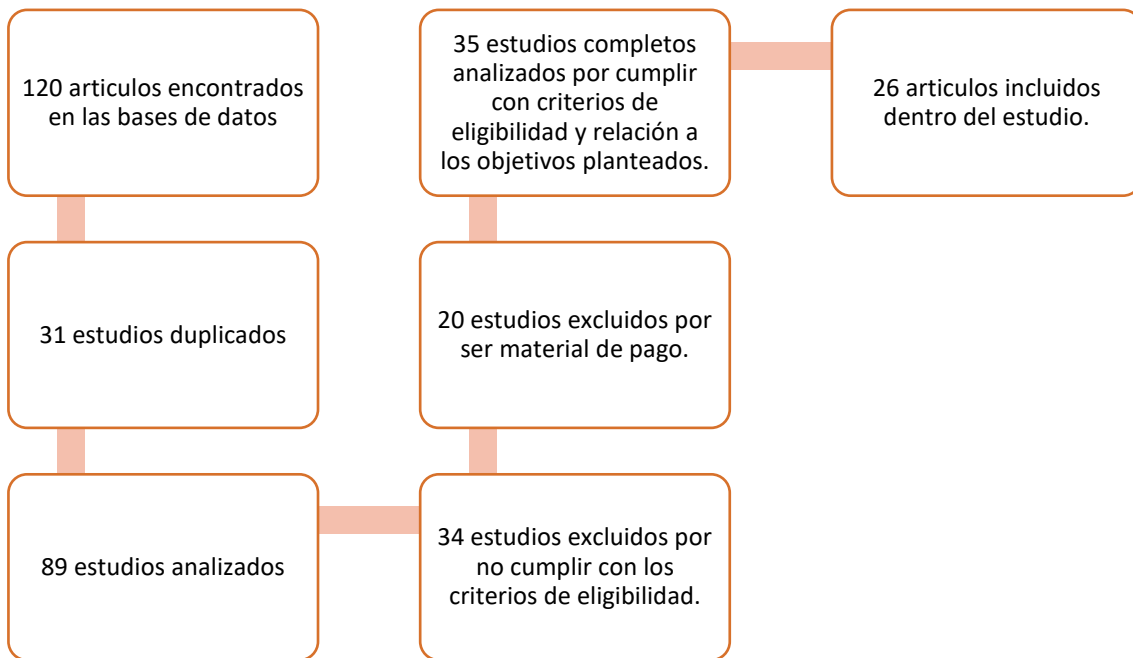 120 articulos encontrados
en las bases de datos
31 estudios duplicados
89 estudios analizados
34 estudios excluidos por
no cumplir con los
criterios de eligibilidad.
20 estudios excluidos por
ser material de pago.
35 estudios completos
analizados por cumplir
con criterios de
eligibilidad y relación a
los objetivos planteados.
26 articulos incluidos
dentro del estudio.